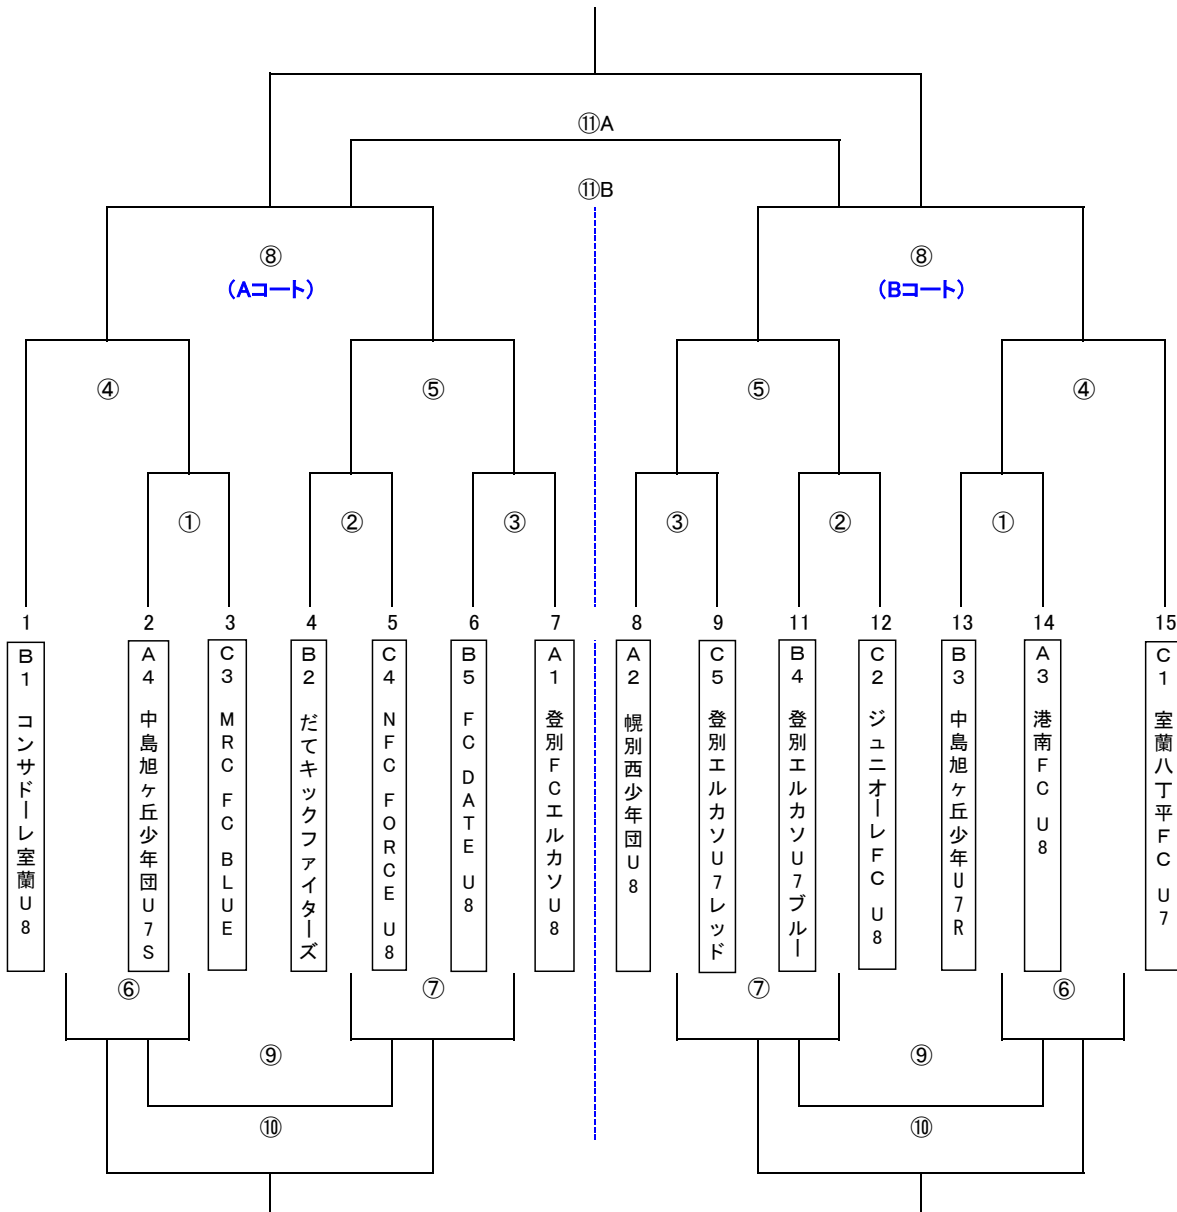 ⑪A
⑪B
⑧
(Aコート)
⑧
(Bコート)
④
⑤
⑤
④
①
②
③
③
②
①
1
2
3
4
5
6
7
8
9
11
12
13
14
15
B1 コンサドーレ室蘭U8
A4 中島旭ヶ丘少年団U7S
C3 MRC FC BLUE
B2 だてキックファイターズ
C4 NFC FORCE U8
B5 FC DATE U8
A1 登別FCエルカソU8
A2 幌別西少年団U8
C5 登別エルカソU7レッド
B4 登別エルカソU7ブルー
C2 ジュニオーレFC U8
B3 中島旭ヶ丘少年U7R
A3 港南FC U8
C1 室蘭八丁平FC U7
⑥
⑦
⑦
⑥
⑨
⑨
⑩
⑩